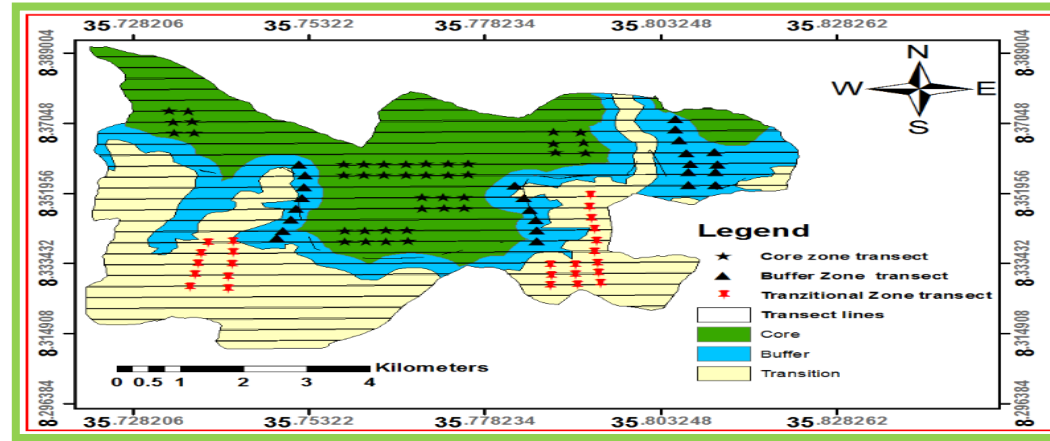 35.728206 35.75322 35.778234 35.803248 35.828262
8.389004
8.37048
8.351956
8.333432
8.314908
8.296384
N
W E
S
8.389004
8.37048
8.351956
8.333432
8.314908
8.296384
Legend
Core zone transect
Buffer Zone transect
Tranzitional Zone transect
Transect lines
Core
Buffer
Transition
Kilometers
0 0.5 1 2 3 4
35.728206 35.75322 35.778234 35.803248 35.828262